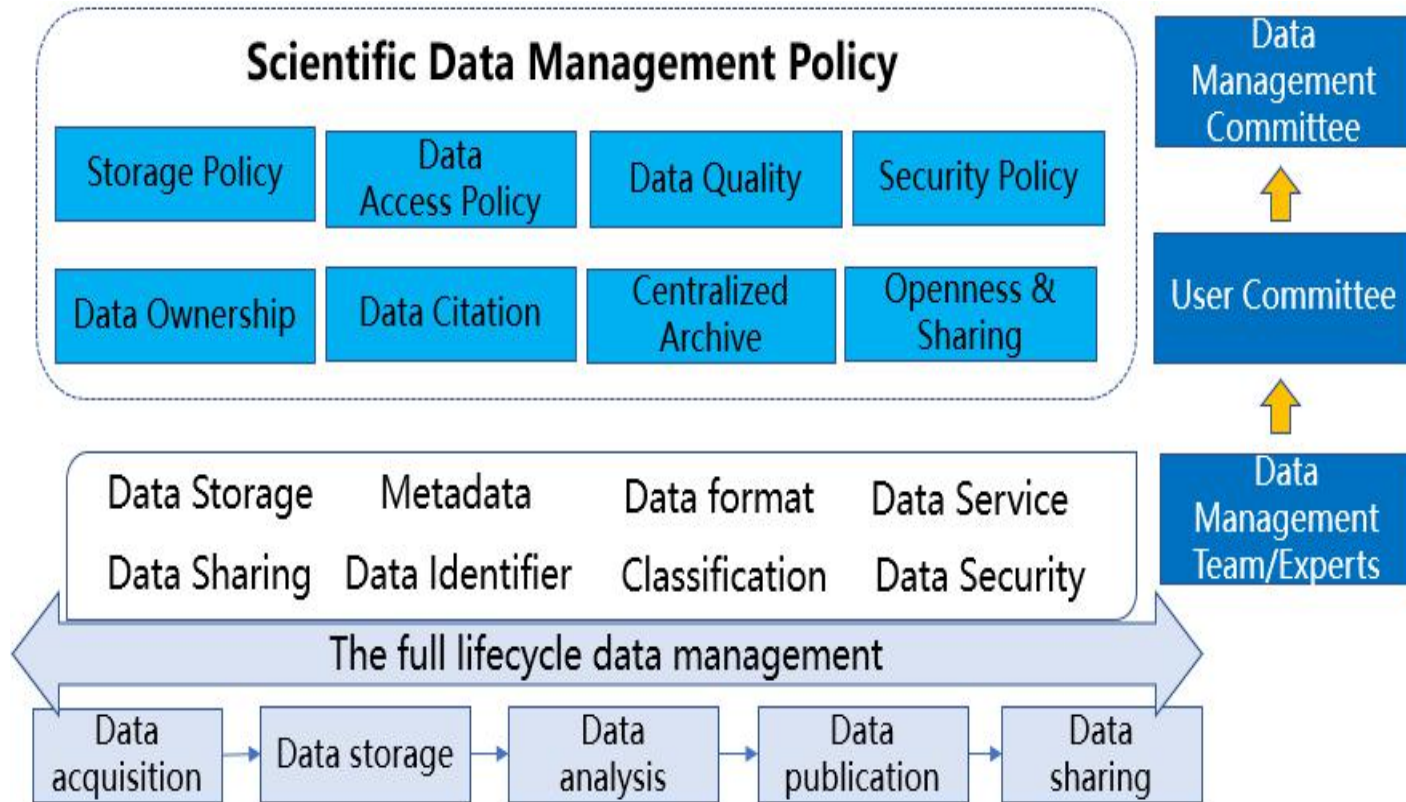 Scientific Data Management Policy
Storage Policy
Data
Access Policy
Data Quality
Security Policy
Data Ownership
Data Citation
Centralized
Archive
Openness &
Sharing
Data
Management
Committee
User Committee
Data
Management
Team/Experts
Data Storage
Metadata
Data format
Data Service
Data Sharing
Data Identifier
Classification
Data Security
The full lifecycle data management
Data
acquisition
Data storage
Data
analysis
Data
publication
Data
sharing